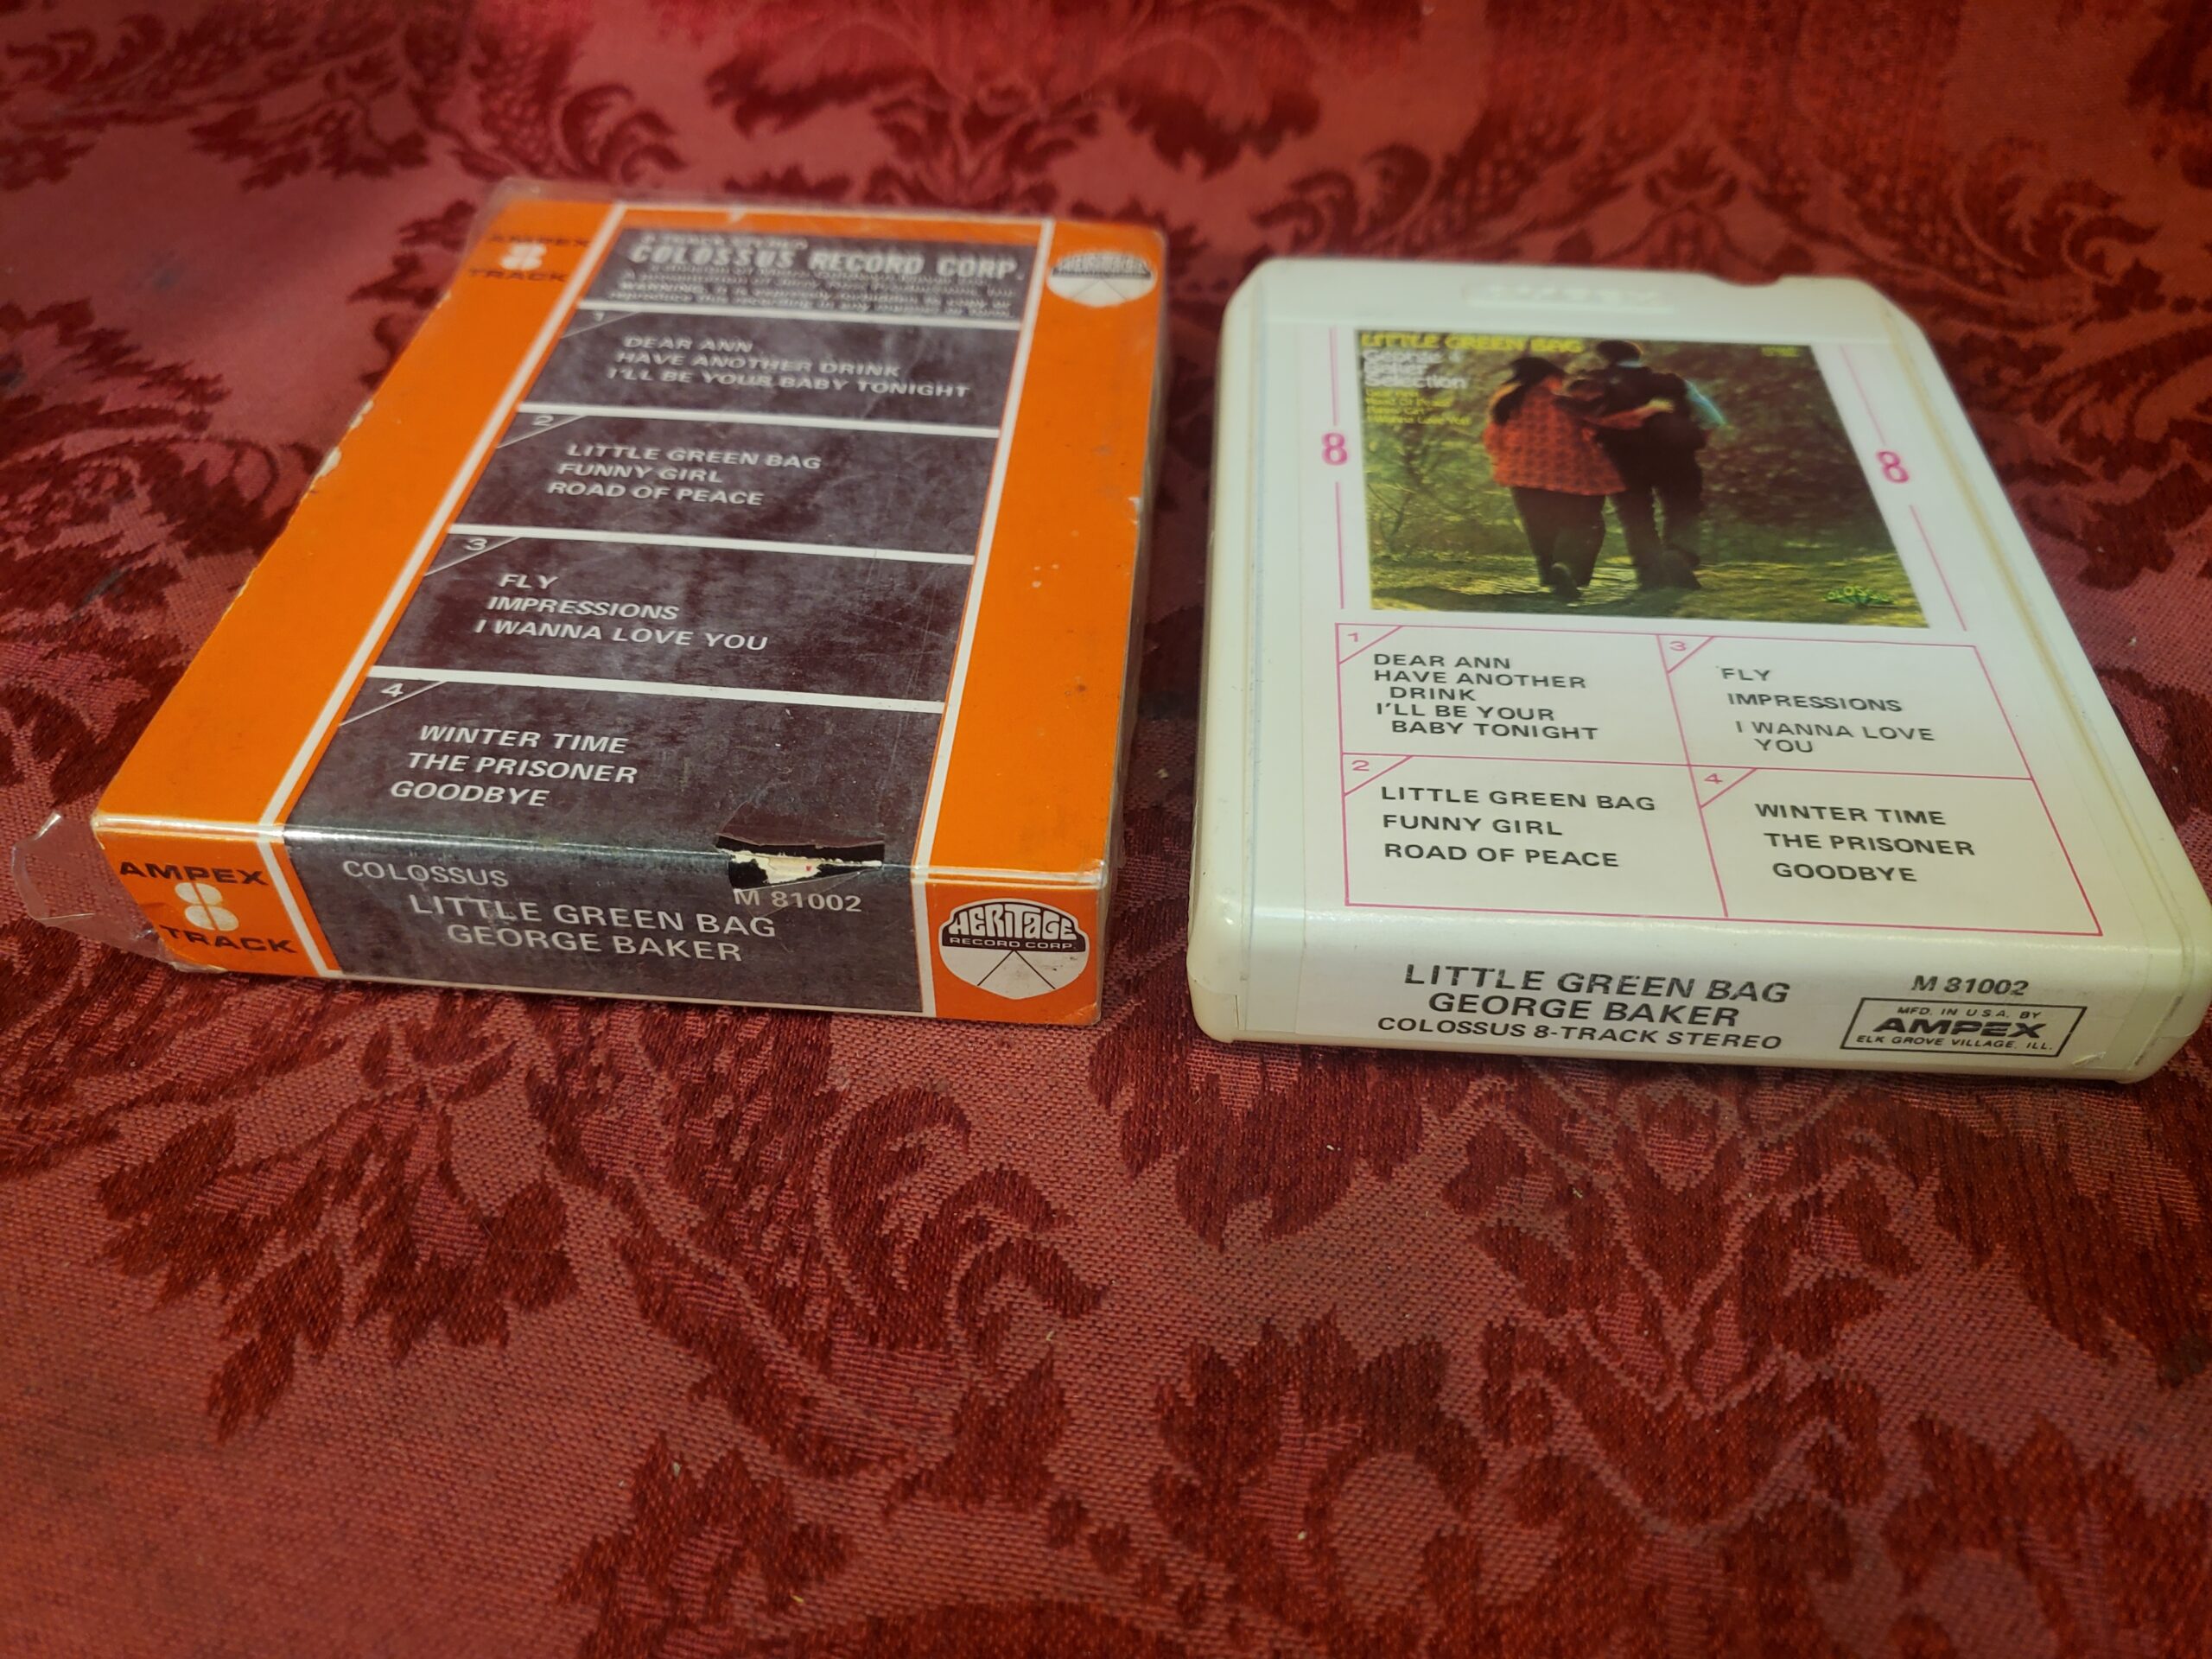 AMPEX
8
TRACK
COLOSSUS RECORD CORP.
1
DEAR ANN
HAVE ANOTHER DRINK
I'LL BE YOUR BABY TONIGHT
2
LITTLE GREEN BAG
FUNNY GIRL
ROAD OF PEACE
3
FLY
IMPRESSIONS
I WANNA LOVE YOU
4
WINTER TIME
THE PRISONER
GOODBYE
AMPEX
8
TRACK
COLOSSUS
M 81002
LITTLE GREEN BAG
GEORGE BAKER
HERITAGE
RECORD CORP.
AMPEX
LITTLE GREEN BAG
George
Baker
Selection
8
8
1
DEAR ANN
HAVE ANOTHER
DRINK
I'LL BE YOUR
BABY TONIGHT
2
LITTLE GREEN BAG
FUNNY GIRL
ROAD OF PEACE
3
FLY
IMPRESSIONS
I WANNA LOVE
YOU
4
WINTER TIME
THE PRISONER
GOODBYE
LITTLE GREEN BAG
GEORGE BAKER
COLOSSUS 8-TRACK STEREO
M 81002
MFD. IN U.S.A. BY
AMPEX
ELK GROVE VILLAGE, ILL.